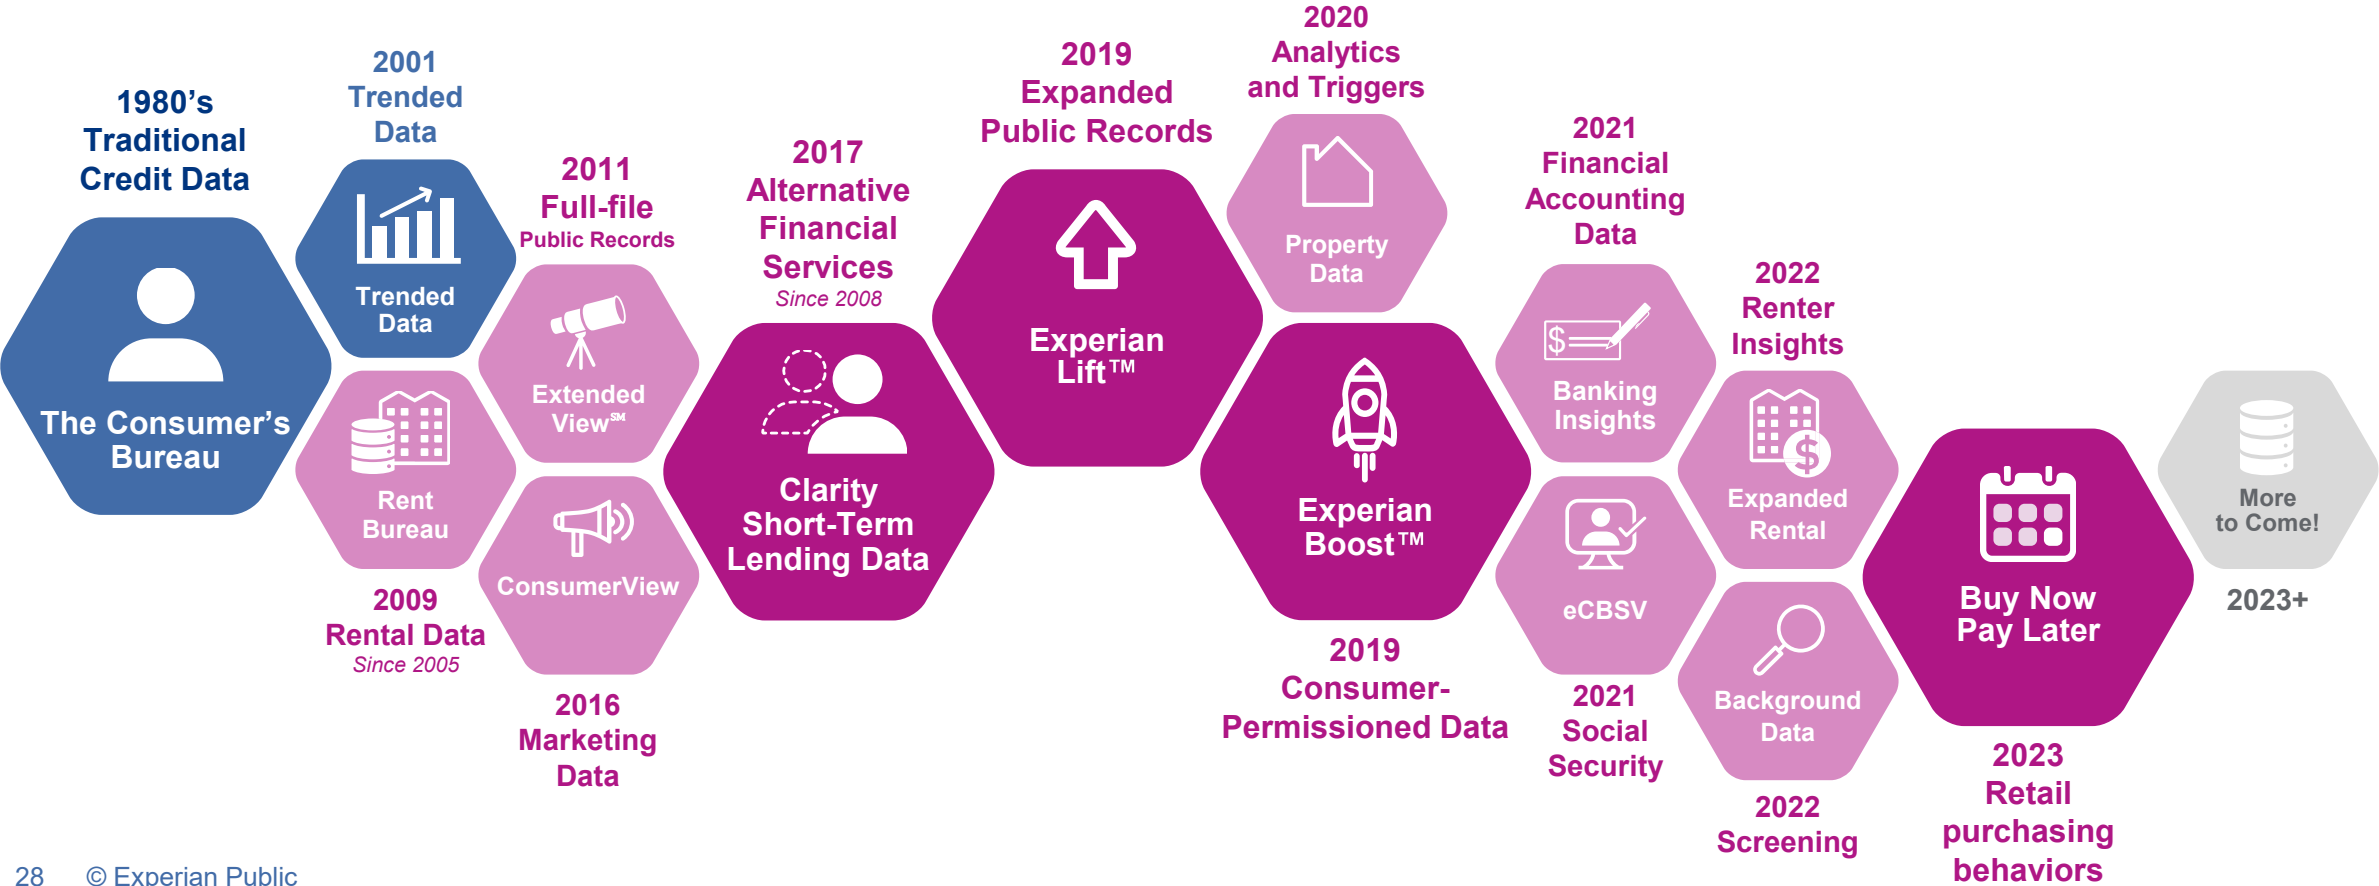 1980's
Traditional
Credit Data
The Consumer's
Bureau
2001
Trended
Data
Trended
Data
Rent
Bureau
2009
Rental Data
Since 2005
2011
Full-file
Public Records
Extended
View℠
ConsumerView
2016
Marketing
Data
2017
Alternative
Financial
Services
Since 2008
Clarity
Short-Term
Lending Data
2019
Expanded
Public Records
Experian
Lift™
2020
Analytics
and Triggers
Property
Data
Experian
Boost™
2019
Consumer-
Permissioned Data
2021
Financial
Accounting
Data
$
Banking
Insights
eCBSV
2021
Social
Security
2022
Renter
Insights
$
Expanded
Rental
Background
Data
2022
Screening
Buy Now
Pay Later
2023
Retail
purchasing
behaviors
More
to Come!
2023+
28 © Experian Public